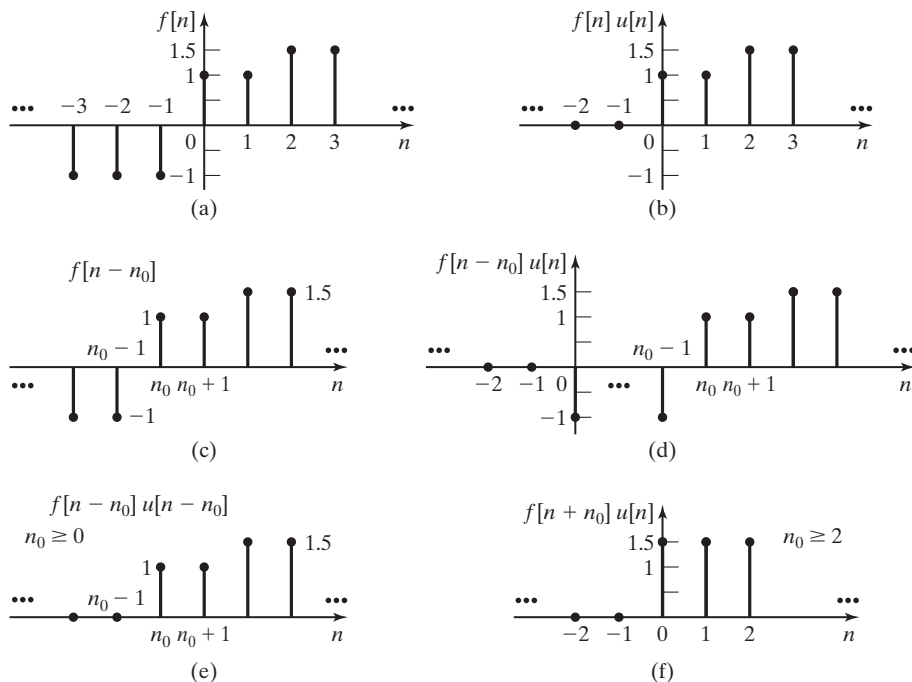 f[n]
1.5
1
••• −3 −2 −1 •••
0 1 2 3 n
−1
(a)
f[n] u[n]
1.5
1
••• −2 −1 •••
0 1 2 3 n
−1
(b)
f[n − n₀]
1 1.5
n₀ − 1 •••
••• n₀ n₀ + 1 n
−1
(c)
f[n − n₀] u[n]
1.5
1
••• n₀ − 1 •••
−2 −1 0 ••• n₀ n₀ + 1 n
−1
(d)
f[n − n₀] u[n − n₀]
n₀ ≥ 0
1 1.5
••• n₀ − 1 •••
n₀ n₀ + 1 n
(e)
f[n + n₀] u[n]
1.5 n₀ ≥ 2
1
••• •••
−2 −1 0 1 2 n
(f)